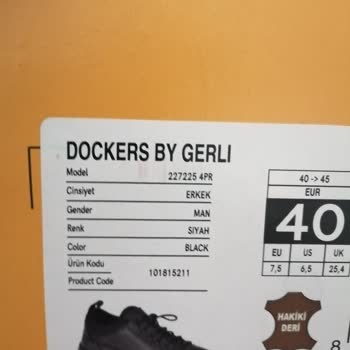 DOCKERS BY GERLI
Model 227225 4PR
Cinsiyet ERKEK
Gender MAN
Renk SIYAH
Color BLACK
Ürün Kodu
101815211
Product Code
40 -> 45
EUR
40
EU US UK
7,5 6,5 25,4
HAKİKİ
DERİ
8